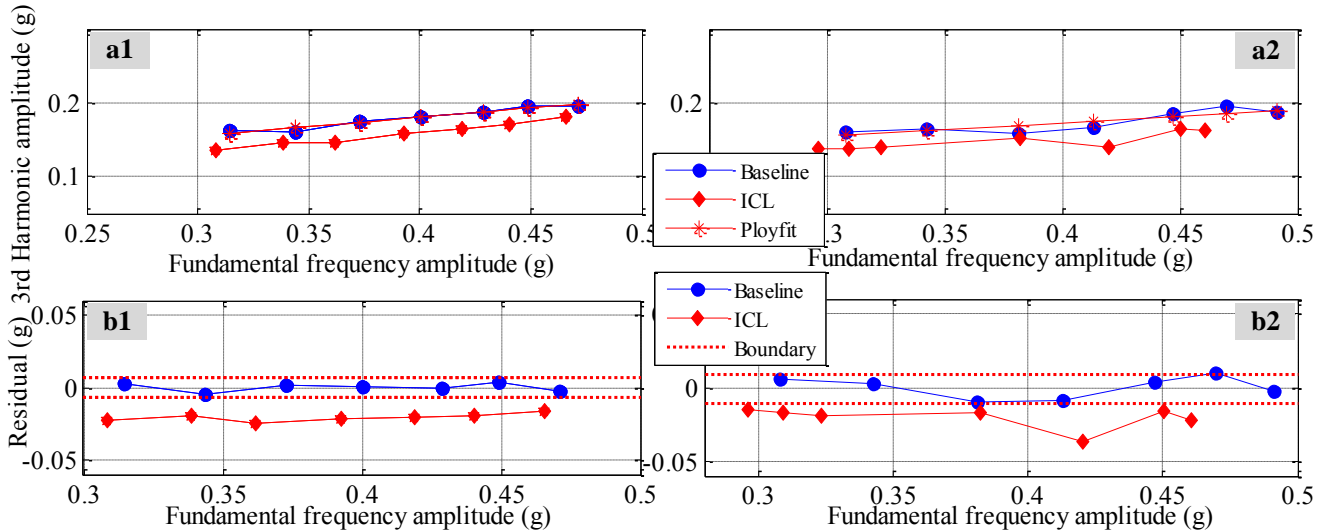 3rd Harmonic amplitude (g)
a1
0.2
0.1
0.25
0.3
0.35
0.4
0.45
0.5
Fundamental frequency amplitude (g)
a2
0.2
Baseline
ICL
Ployfit
0.3
0.35
0.4
0.45
0.5
Fundamental frequency amplitude (g)
Residual (g)
b1
0.05
0
-0.05
0.3
0.35
0.4
0.45
0.5
Fundamental frequency amplitude (g)
b2
Baseline
ICL
Boundary
-0.05
0.3
0.35
0.4
0.45
0.5
Fundamental frequency amplitude (g)